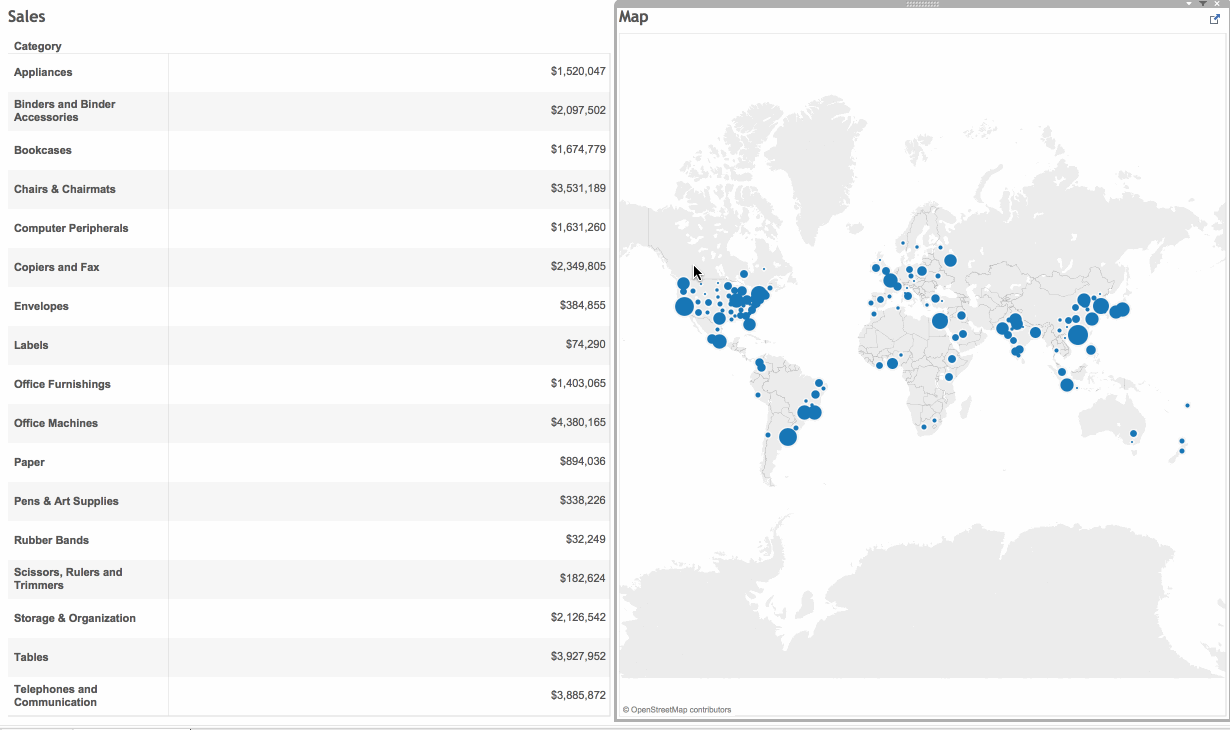 Sales
Category
Appliances $1,520,047
Binders and Binder
Accessories $2,097,502
Bookcases $1,674,779
Chairs & Chairmats $3,531,189
Computer Peripherals $1,631,260
Copiers and Fax $2,349,805
Envelopes $384,855
Labels $74,290
Office Furnishings $1,403,065
Office Machines $4,380,165
Paper $894,036
Pens & Art Supplies $338,226
Rubber Bands $32,249
Scissors, Rulers and
Trimmers $182,624
Storage & Organization $2,126,542
Tables $3,927,952
Telephones and
Communication $3,885,872
Map
© OpenStreetMap contributors